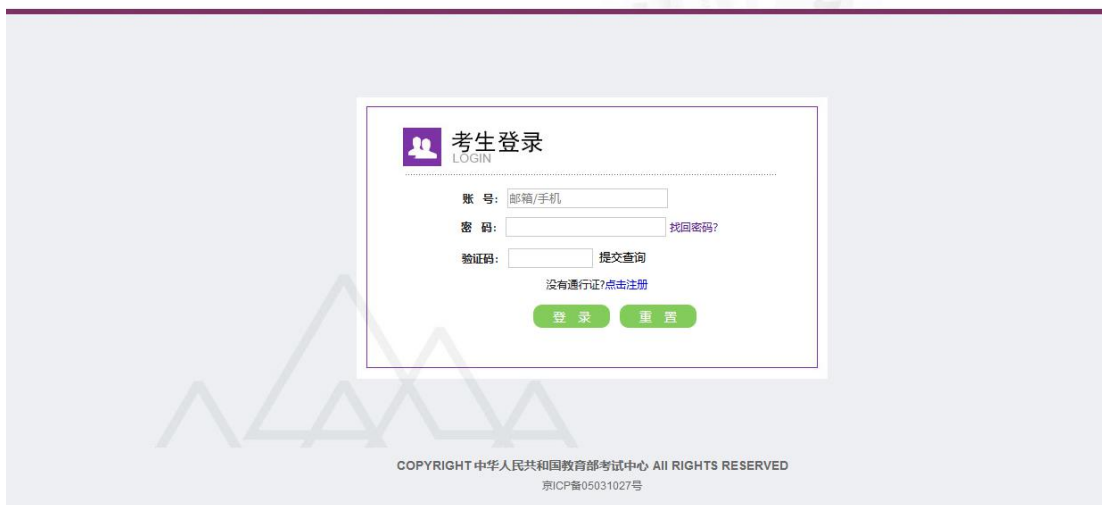 考生登录
LOGIN
账 号: 邮箱/手机
密 码: 找回密码?
验证码: 提交查询
没有通行证?点击注册
登 录 重 置
COPYRIGHT 中华人民共和国教育部考试中心 All RIGHTS RESERVED
京ICP备05031027号